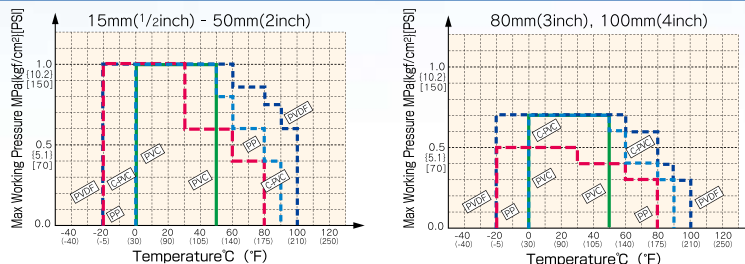 15mm(1/2inch) - 50mm(2inch)
Max Working Pressure MPa[kgf/cm2][PSI]
1.0
[10.2]
[150]
0.5
[5.1]
[70]
0.0
PVDF
C-PVC
PP
PVC
PVC
PP
C-PVC
PVDF
-40 -20 0 20 40 60 80 100 120
(-40) (-5) (30) (90) (105) (140) (175) (210) (250)
Temperature℃ (°F)
80mm(3inch), 100mm(4inch)
Max Working Pressure MPa[kgf/cm2][PSI]
1.0
[10.2]
[150]
0.5
[5.1]
[70]
0.0
PVDF
PP
C-PVC
PVC
PVC
C-PVC
PP
PVDF
-40 -20 0 20 40 60 80 100 120
(-40) (-5) (30) (90) (105) (140) (175) (210) (250)
Temperature℃ (°F)